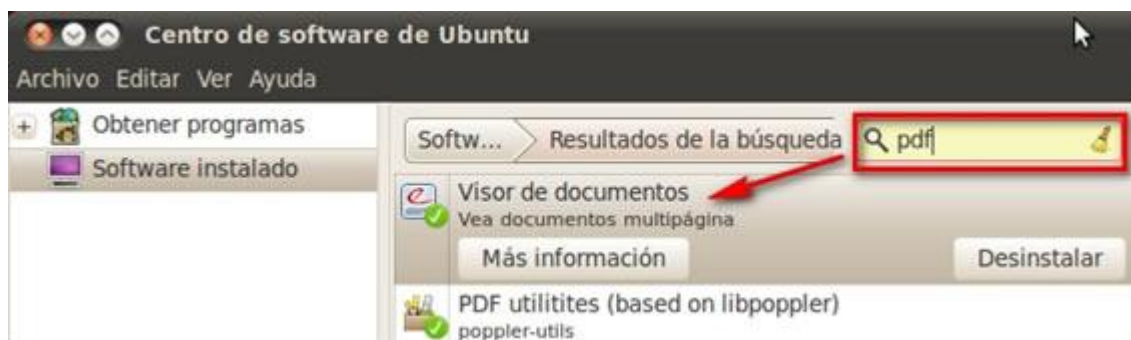 Centro de software de Ubuntu
Archivo Editar Ver Ayuda
Obtener programas
Software instalado
Softw... Resultados de la búsqueda pdf
Visor de documentos
Vea documentos multipágina
Más información Desinstalar
PDF utilitites (based on libpoppler)
poppler-utils